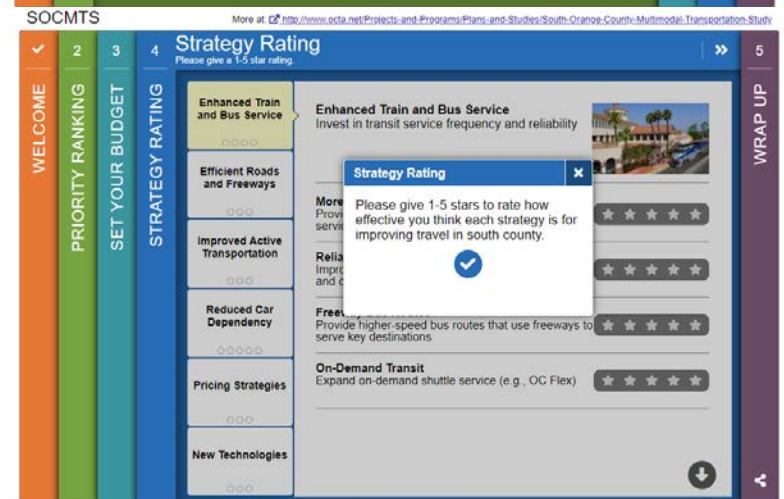 SOCMTS
More at: http://www.octa.net/Projects-and-Programs/Plans-and-Studies/South-Orange-County-Multimodal-Transportation-Study
WELCOME
2
PRIORITY RANKING
3
SET YOUR BUDGET
4
STRATEGY RATING
Strategy Rating
Please give a 1-5 star rating.
Enhanced Train
and Bus Service
Efficient Roads
and Freeways
Improved Active
Transportation
Reduced Car
Dependency
Pricing Strategies
New Technologies
Enhanced Train and Bus Service
Invest in transit service frequency and reliability
Strategy Rating
Please give 1-5 stars to rate how
effective you think each strategy is for
improving travel in south county.
More
Provide higher-speed bus routes that use freeways to
serve key destinations
On-Demand Transit
Expand on-demand shuttle service (e.g., OC Flex)
5
WRAP UP